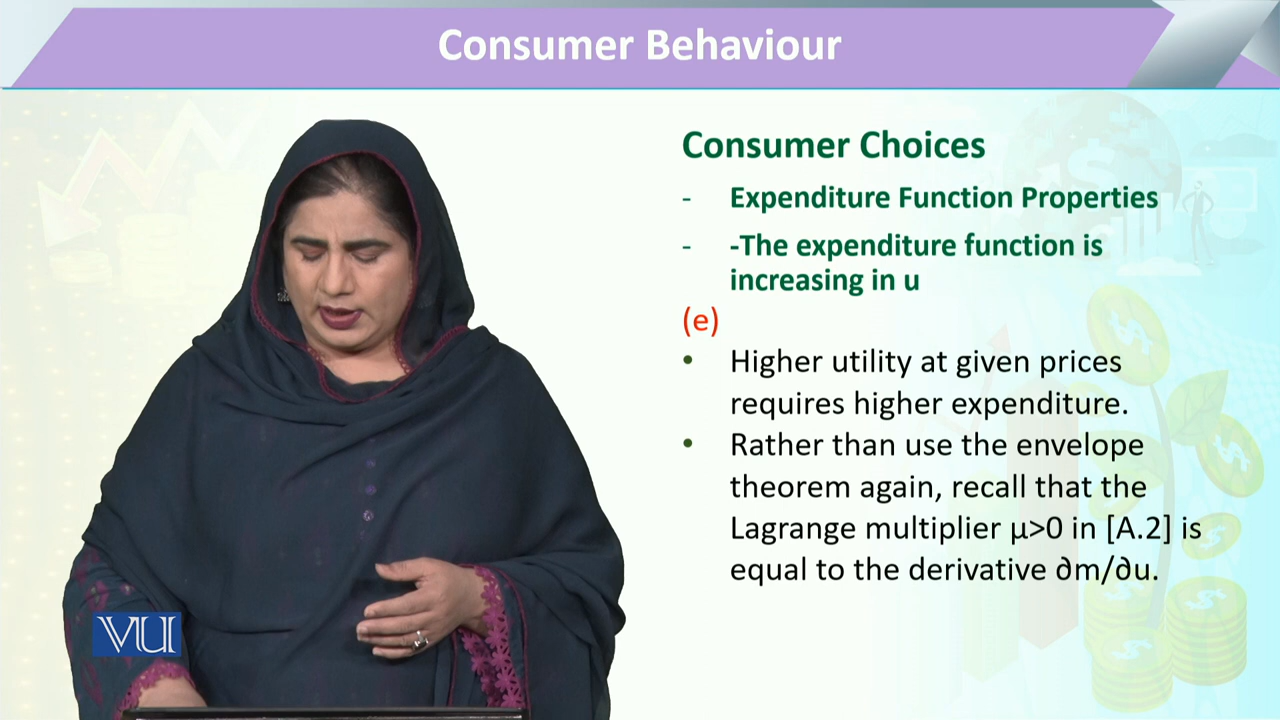 Consumer Behaviour
Consumer Choices
- Expenditure Function Properties
- -The expenditure function is
increasing in u
(e)
• Higher utility at given prices
requires higher expenditure.
• Rather than use the envelope
theorem again, recall that the
Lagrange multiplier μ>0 in [A.2] is
equal to the derivative ∂m/∂u.
VU